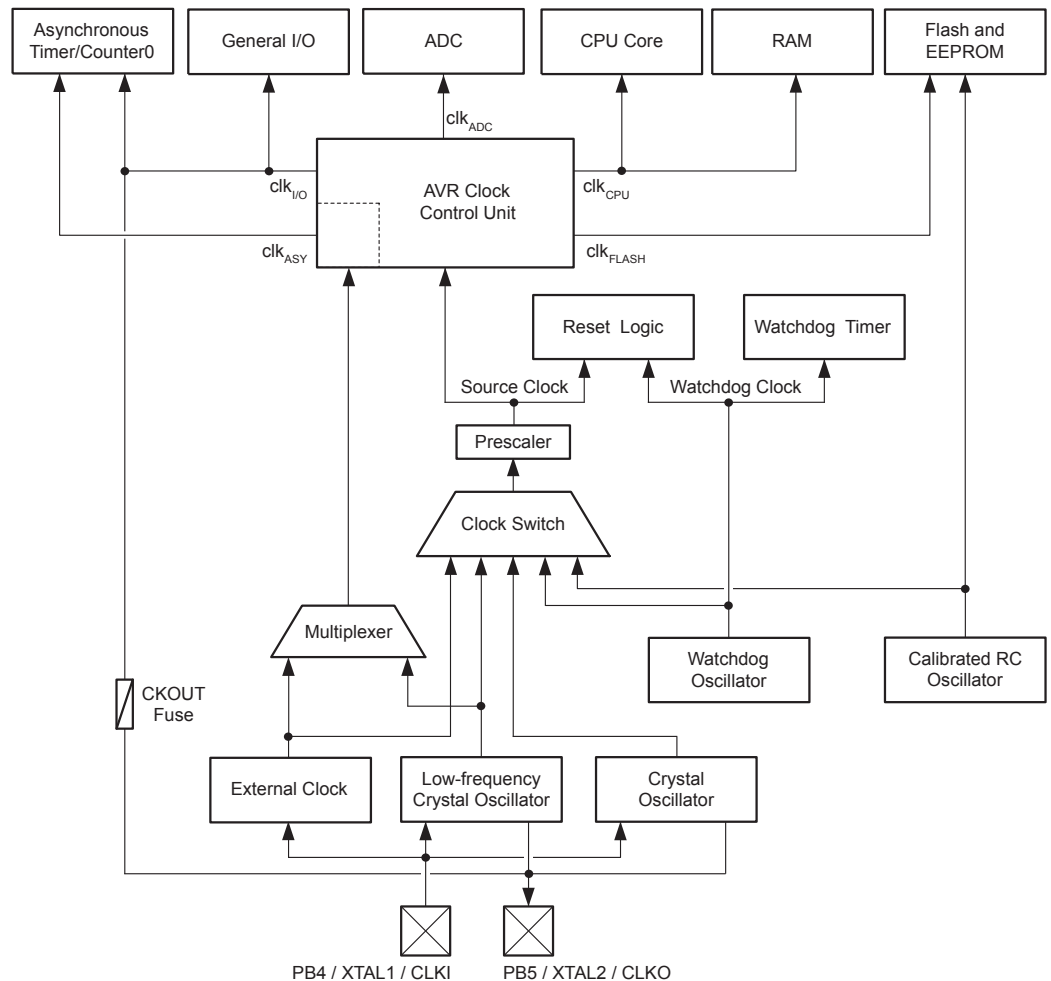 Asynchronous
Timer/Counter0
General I/O
ADC
CPU Core
RAM
Flash and
EEPROM
clkADC
AVR Clock
Control Unit
clkI/O
clkCPU
clkASY
clkFLASH
Reset Logic
Watchdog Timer
Source Clock
Watchdog Clock
Prescaler
Clock Switch
Multiplexer
Watchdog
Oscillator
Calibrated RC
Oscillator
CKOUT
Fuse
External Clock
Low-frequency
Crystal Oscillator
Crystal
Oscillator
PB4 / XTAL1 / CLKI
PB5 / XTAL2 / CLKO